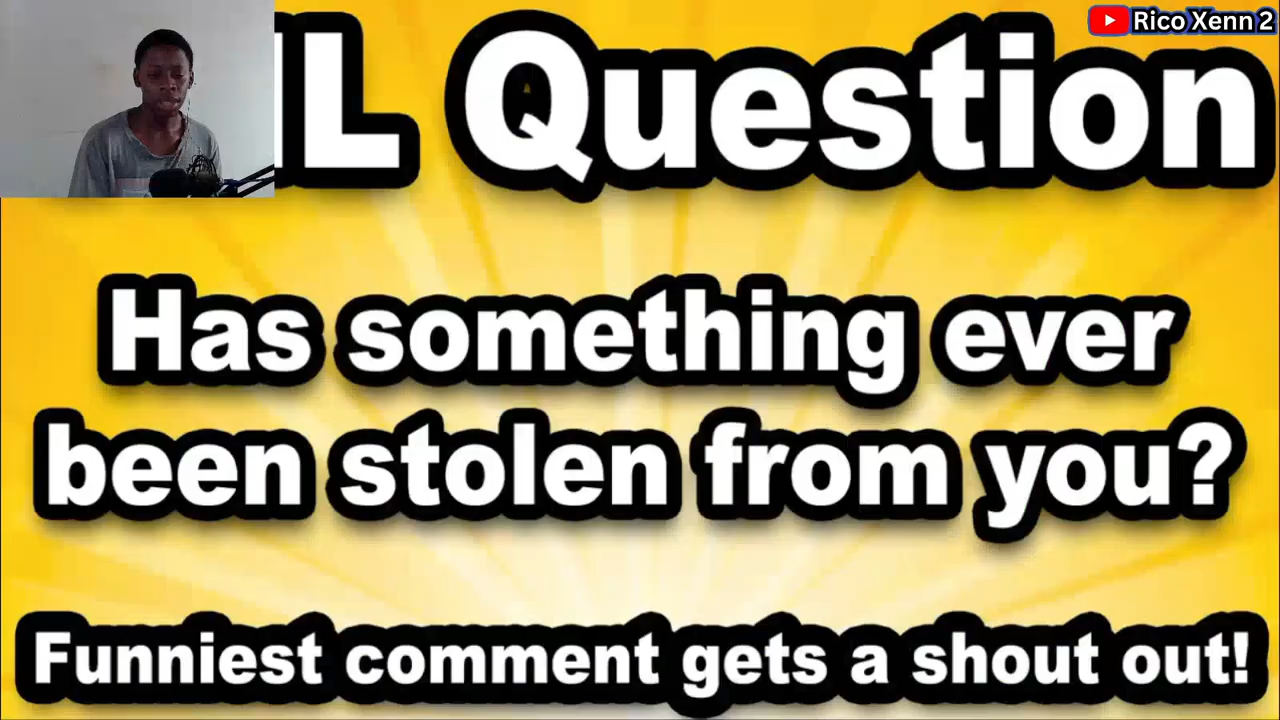 Rico Xenn 2
L Question
Has something ever
been stolen from you?
Funniest comment gets a shout out!